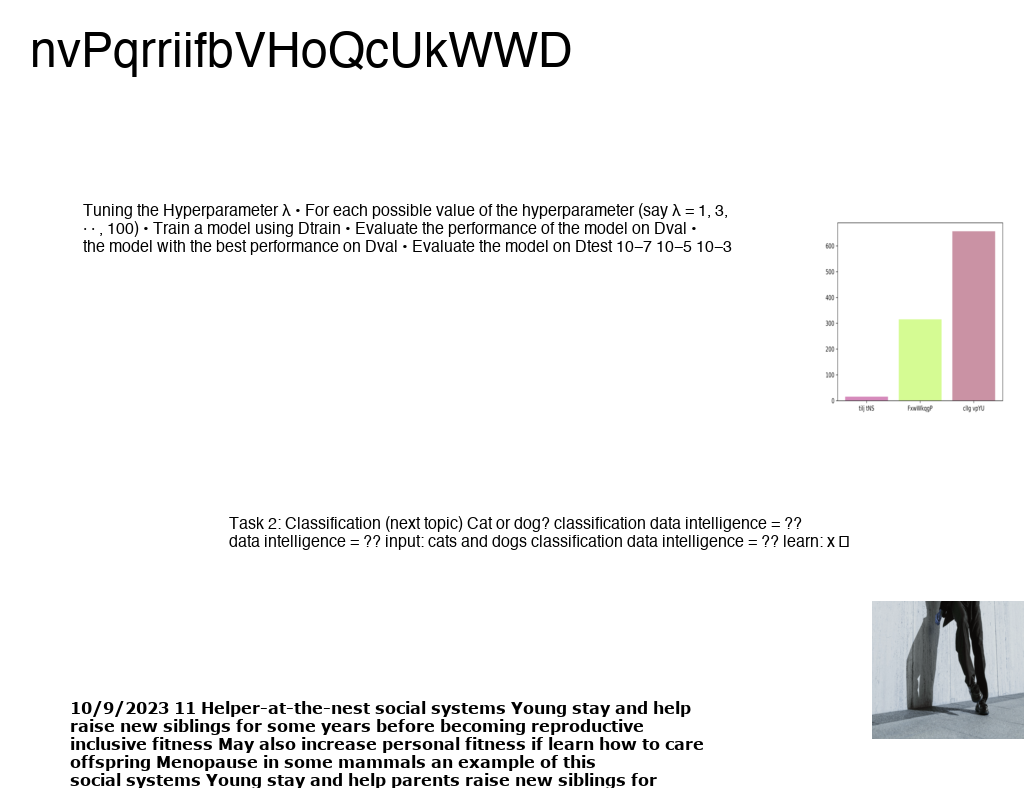 nvPqrriifbVHoQcUkWWD
Tuning the Hyperparameter λ • For each possible value of the hyperparameter (say λ = 1, 3,
· · , 100) • Train a model using Dtrain • Evaluate the performance of the model on Dval •
the model with the best performance on Dval • Evaluate the model on Dtest 10−7 10−5 10−3
600
500
400
300
200
100
0
FxwWkqgP
cllg vpYU
Task 2: Classification (next topic) Cat or dog? classification data intelligence = ??
data intelligence = ?? input: cats and dogs classification data intelligence = ?? learn: x
10/9/2023 11 Helper-at-the-nest social systems Young stay and help
raise new siblings for some years before becoming reproductive
inclusive fitness May also increase personal fitness if learn how to care
offspring Menopause in some mammals an example of this
social systems Young stay and help parents raise new siblings for